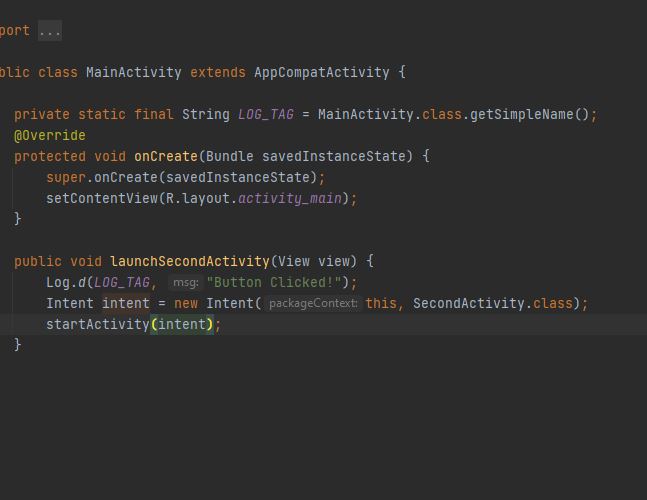 port ...
blic class MainActivity extends AppCompatActivity {
private static final String LOG_TAG = MainActivity.class.getSimpleName();
@Override
protected void onCreate(Bundle savedInstanceState) {
super.onCreate(savedInstanceState);
setContentView(R.layout.activity_main);
}
public void launchSecondActivity(View view) {
Log.d(LOG_TAG, msg: "Button Clicked!");
Intent intent = new Intent( packageContext: this, SecondActivity.class);
startActivity(intent);
}